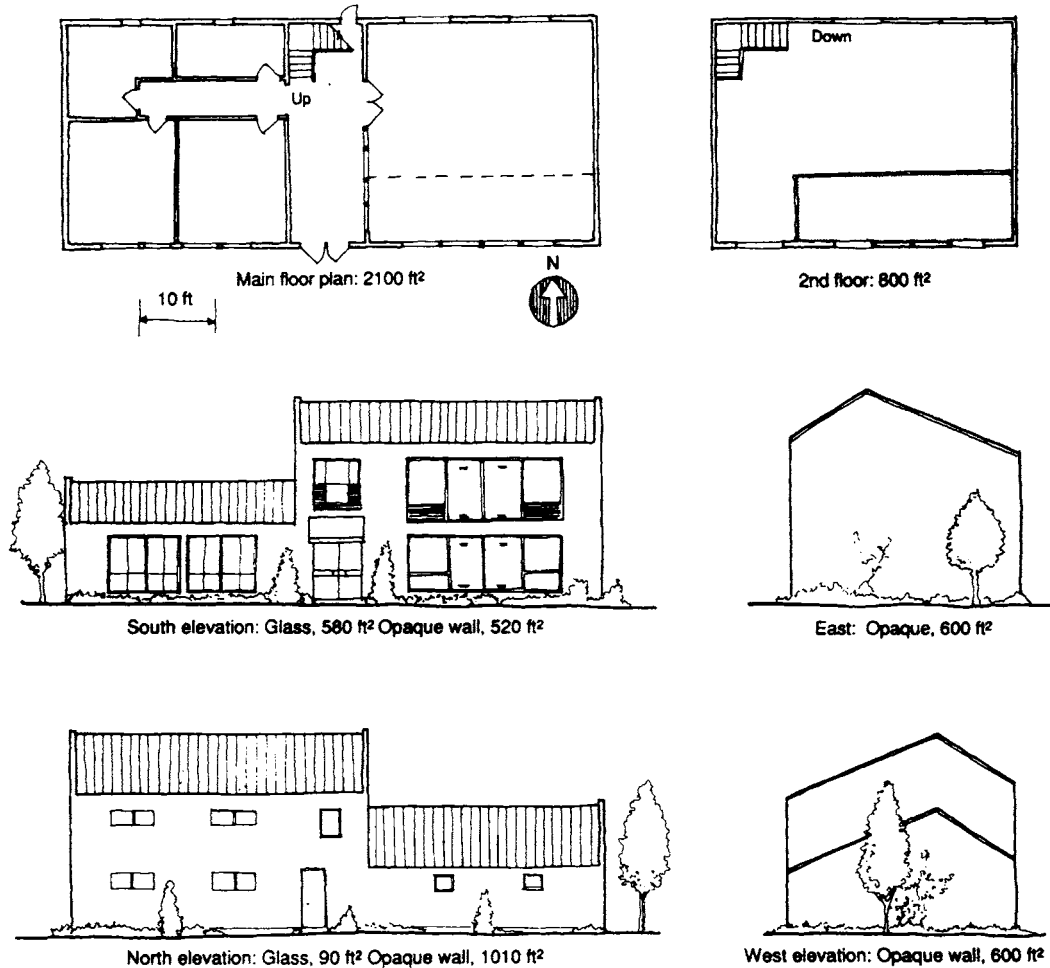 Down
Up
Main floor plan: 2100 ft²
N
2nd floor: 800 ft²
10 ft
South elevation: Glass, 580 ft² Opaque wall, 520 ft²
East: Opaque, 600 ft²
North elevation: Glass, 90 ft² Opaque wall, 1010 ft²
West elevation: Opaque wall, 600 ft²